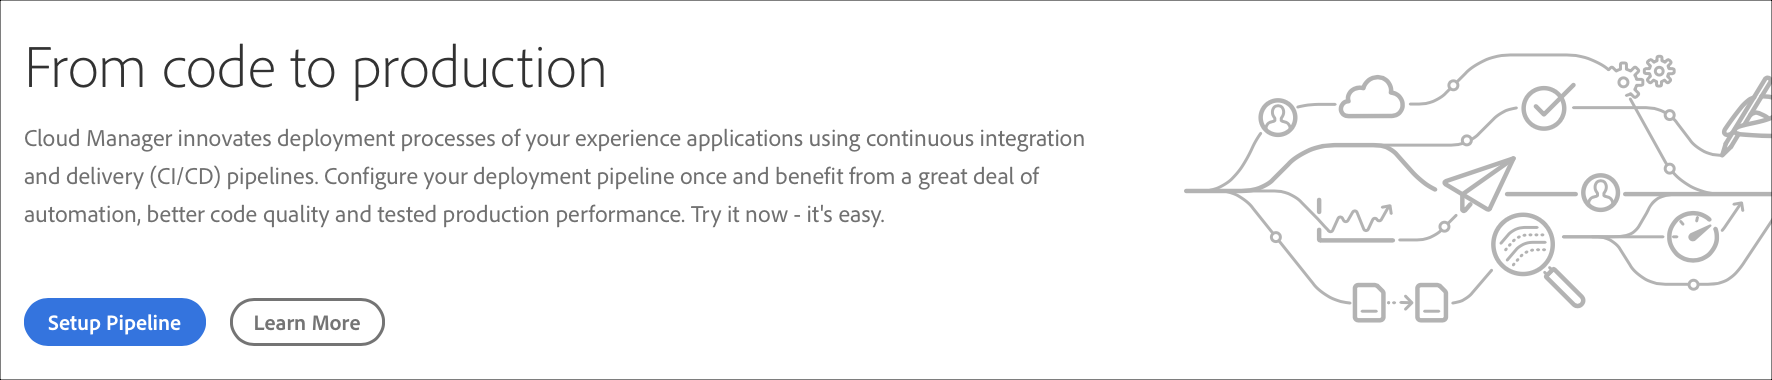 From code to production
Cloud Manager innovates deployment processes of your experience applications using continuous integration
and delivery (CI/CD) pipelines. Configure your deployment pipeline once and benefit from a great deal of
automation, better code quality and tested production performance. Try it now - it's easy.
Setup Pipeline
Learn More